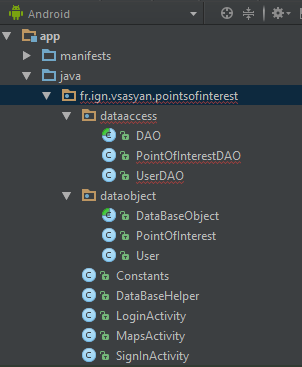 Android
app
manifests
java
fr.ign.vsasyan.pointsofinterest
dataaccess
DAO
PointOfInterestDAO
UserDAO
dataobject
DataBaseObject
PointOfInterest
User
Constants
DataBaseHelper
LoginActivity
MapsActivity
SignInActivity